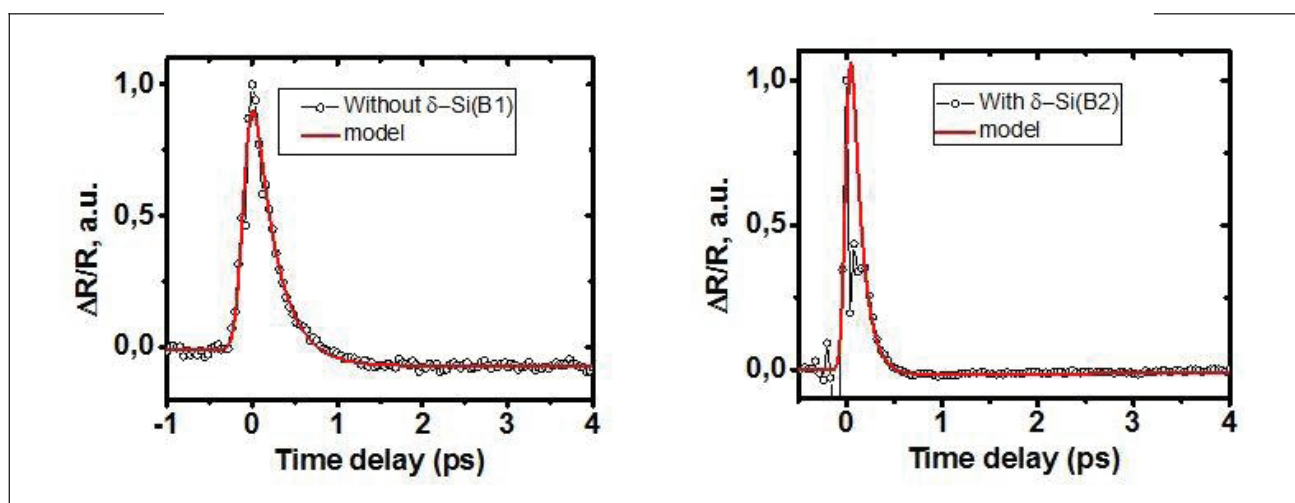 1,0
0,5
0,0
ΔR/R, a.u.
Without δ–Si(B1)
model
-1 0 1 2 3 4
Time delay (ps)
1,0
0,5
0,0
ΔR/R, a.u.
With δ–Si(B2)
model
0 1 2 3 4
Time delay (ps)